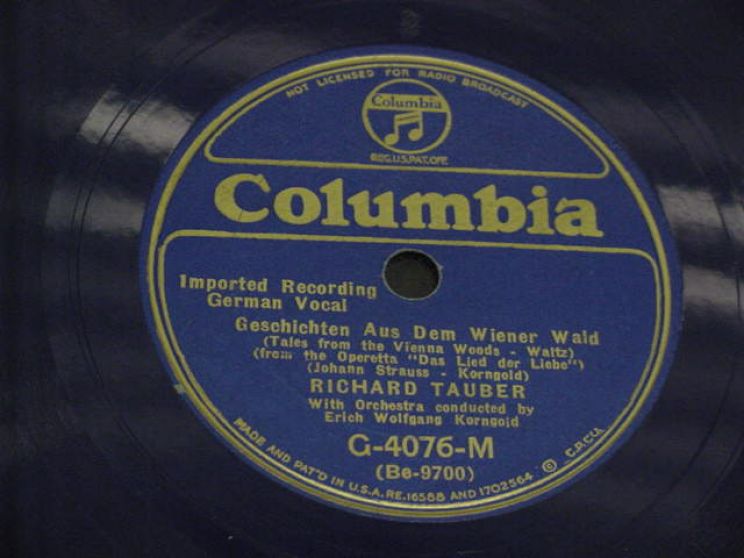 NOT LICENSED FOR RADIO BROADCAST
Columbia
REG.U.S.PAT.OFF.
Columbia
Imported Recording
German Vocal
Geschichten Aus Dem Wiener Wald
(Tales from the Vienna Woods - Waltz)
(from the Operetta "Das Lied der Liebe")
(Johann Strauss - Korngold)
RICHARD TAUBER
With Orchestra conducted by
Erich Wolfgang Korngold
G-4076-M
(Be-9700)
MADE AND PAT'D IN U.S.A. RE.16588 AND 1702564 © C.P.CO.